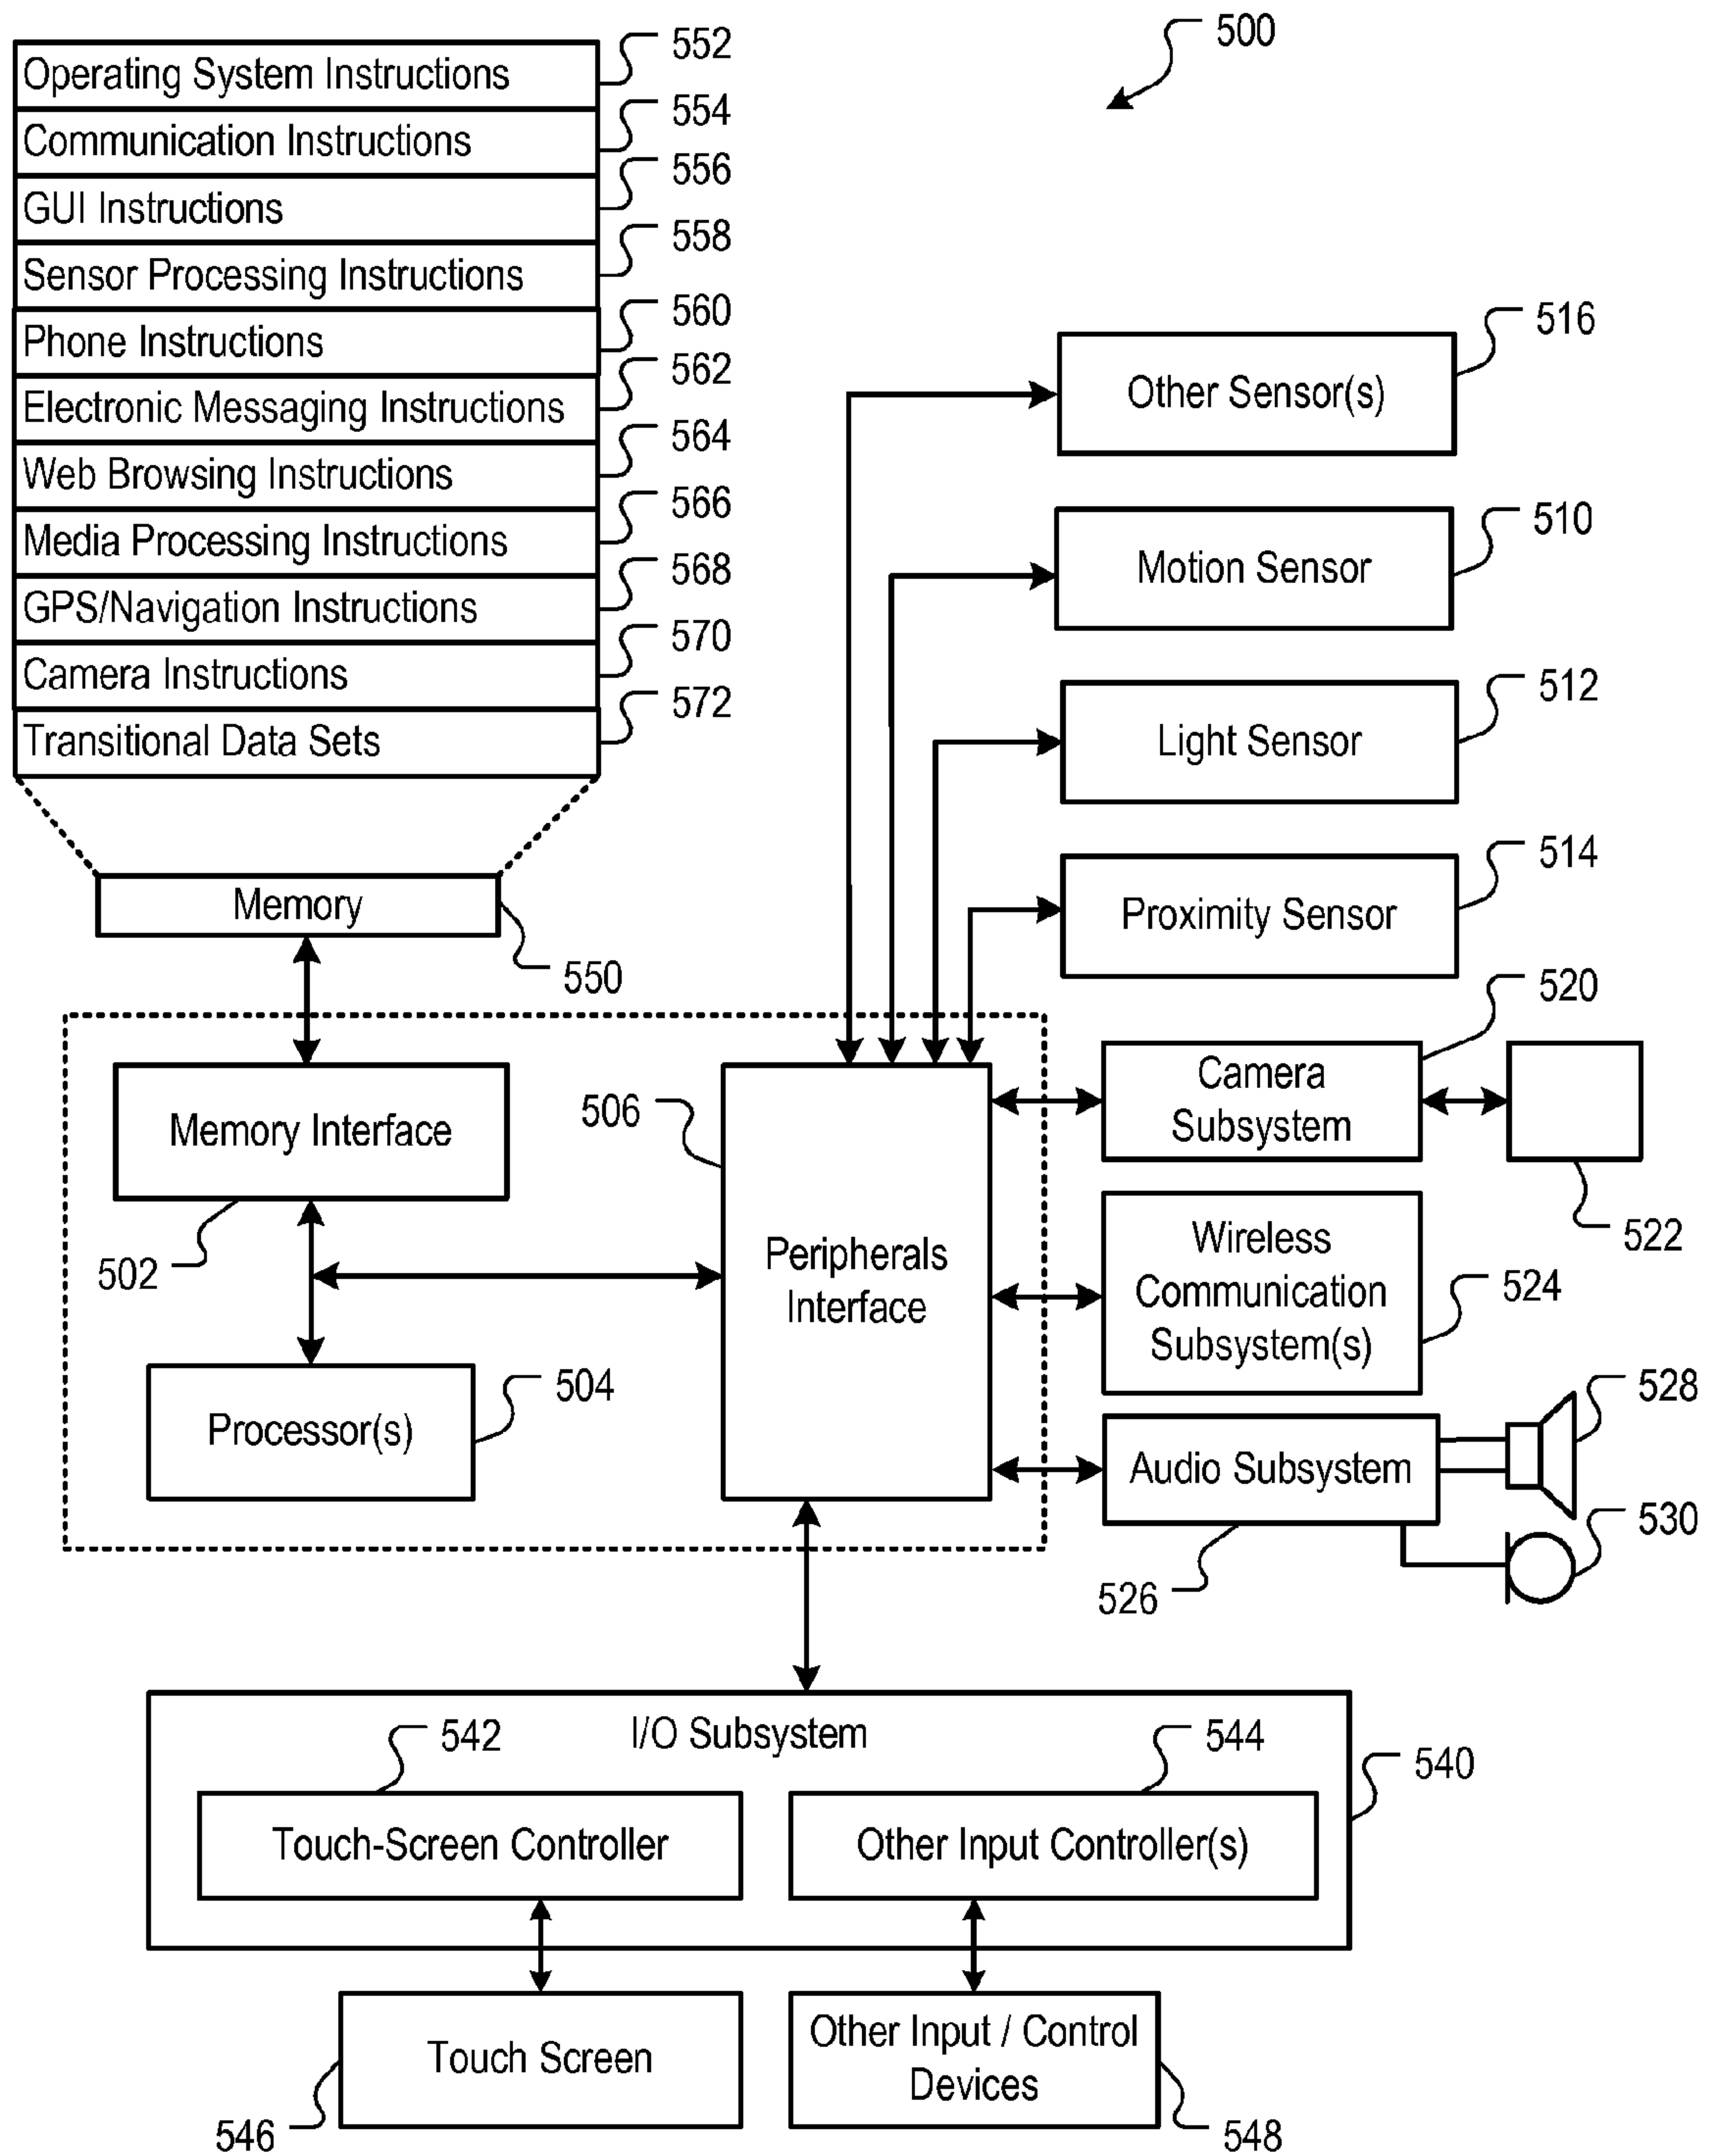 552
Operating System Instructions
554
Communication Instructions
556
GUI Instructions
558
Sensor Processing Instructions
560
Phone Instructions
562
Electronic Messaging Instructions
564
Web Browsing Instructions
566
Media Processing Instructions
568
GPS/Navigation Instructions
570
Camera Instructions
572
Transitional Data Sets
Memory
550
500
516
Other Sensor(s)
510
Motion Sensor
512
Light Sensor
514
Proximity Sensor
520
Camera
Subsystem
522
Memory Interface
502
506
Peripherals
Interface
Wireless
Communication
Subsystem(s)
524
504
Processor(s)
528
Audio Subsystem
530
526
I/O Subsystem
542
544
540
Touch-Screen Controller
Other Input Controller(s)
Touch Screen
546
Other Input / Control
Devices
548